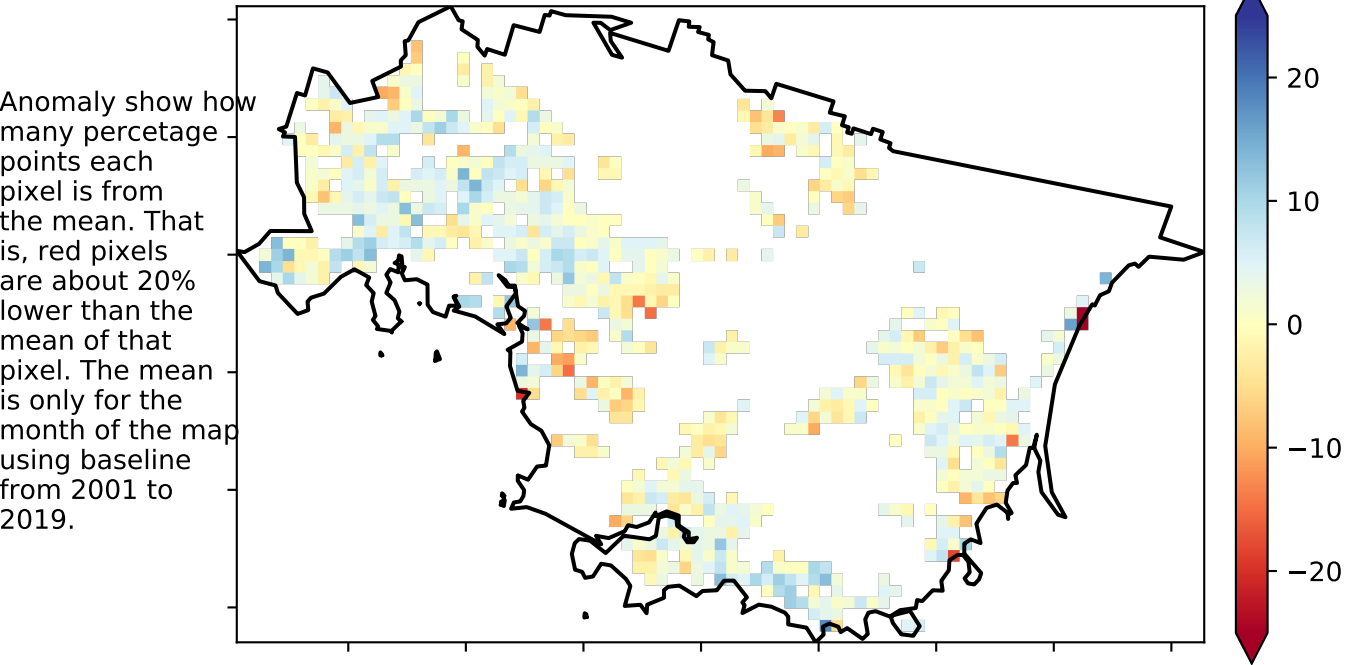 Anomaly show how
many percetage
points each
pixel is from
the mean. That
is, red pixels
are about 20%
lower than the
mean of that
pixel. The mean
is only for the
month of the map
using baseline
from 2001 to
2019.
20
10
0
−10
−20